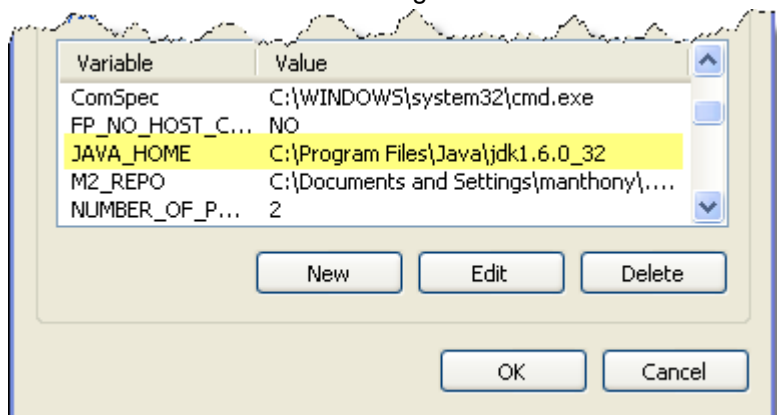 Variable Value
ComSpec C:\WINDOWS\system32\cmd.exe
FP_NO_HOST_C... NO
JAVA_HOME C:\Program Files\Java\jdk1.6.0_32
M2_REPO C:\Documents and Settings\manthony\....
NUMBER_OF_P... 2
New Edit Delete
OK Cancel